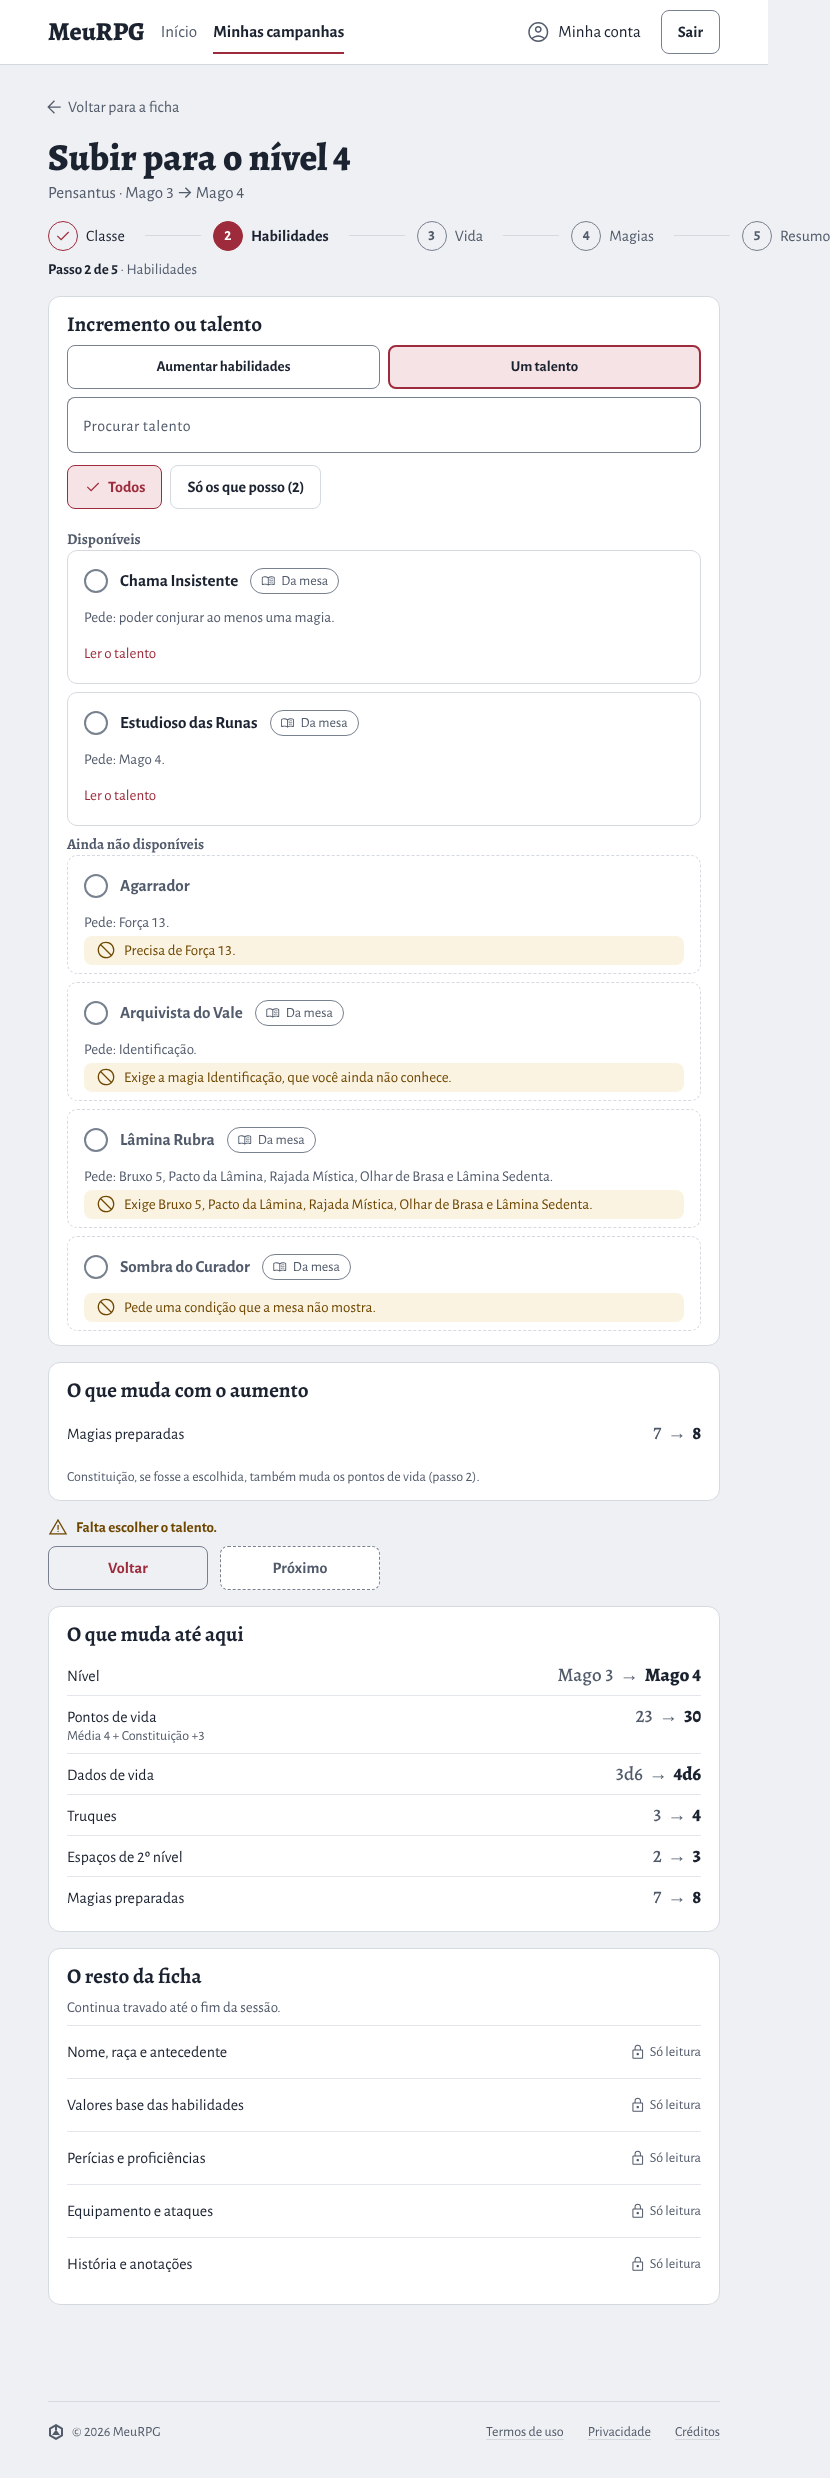 MeuRPG Início Minhas campanhas Minha conta Sair
← Voltar para a ficha
Subir para o nível 4
Pensantus · Mago 3 → Mago 4
Classe 2 Habilidades 3 Vida 4 Magias 5 Resumo
Passo 2 de 5 · Habilidades
Incremento ou talento
Aumentar habilidades Um talento
Procurar talento
Todos Só os que posso (2)
Disponíveis
Chama Insistente Da mesa
Pede: poder conjurar ao menos uma magia.
Ler o talento
Estudioso das Runas Da mesa
Pede: Mago 4.
Ler o talento
Ainda não disponíveis
Agarrador
Pede: Força 13.
Precisa de Força 13.
Arquivista do Vale Da mesa
Pede: Identificação.
Exige a magia Identificação, que você ainda não conhece.
Lâmina Rubra Da mesa
Pede: Bruxo 5, Pacto da Lâmina, Rajada Mística, Olhar de Brasa e Lâmina Sedenta.
Exige Bruxo 5, Pacto da Lâmina, Rajada Mística, Olhar de Brasa e Lâmina Sedenta.
Sombra do Curador Da mesa
Pede uma condição que a mesa não mostra.
O que muda com o aumento
Magias preparadas 7 → 8
Constituição, se fosse a escolhida, também muda os pontos de vida (passo 2).
Falta escolher o talento.
Voltar Próximo
O que muda até aqui
Nível Mago 3 → Mago 4
Pontos de vida 23 → 30
Média 4 + Constituição +3
Dados de vida 3d6 → 4d6
Truques 3 → 4
Espaços de 2º nível 2 → 3
Magias preparadas 7 → 8
O resto da ficha
Continua travado até o fim da sessão.
Nome, raça e antecedente Só leitura
Valores base das habilidades Só leitura
Perícias e proficiências Só leitura
Equipamento e ataques Só leitura
História e anotações Só leitura
© 2026 MeuRPG Termos de uso Privacidade Créditos